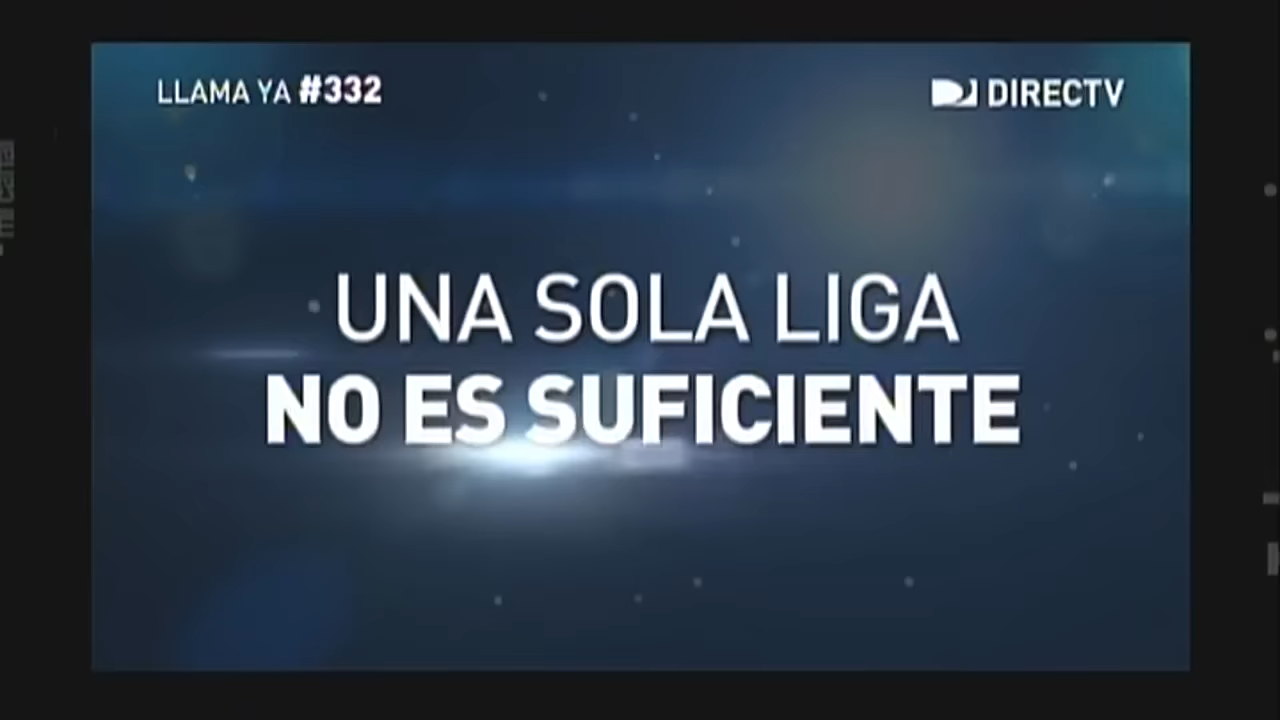 LLAMA YA #332
DIRECTV
UNA SOLA LIGA
NO ES SUFICIENTE